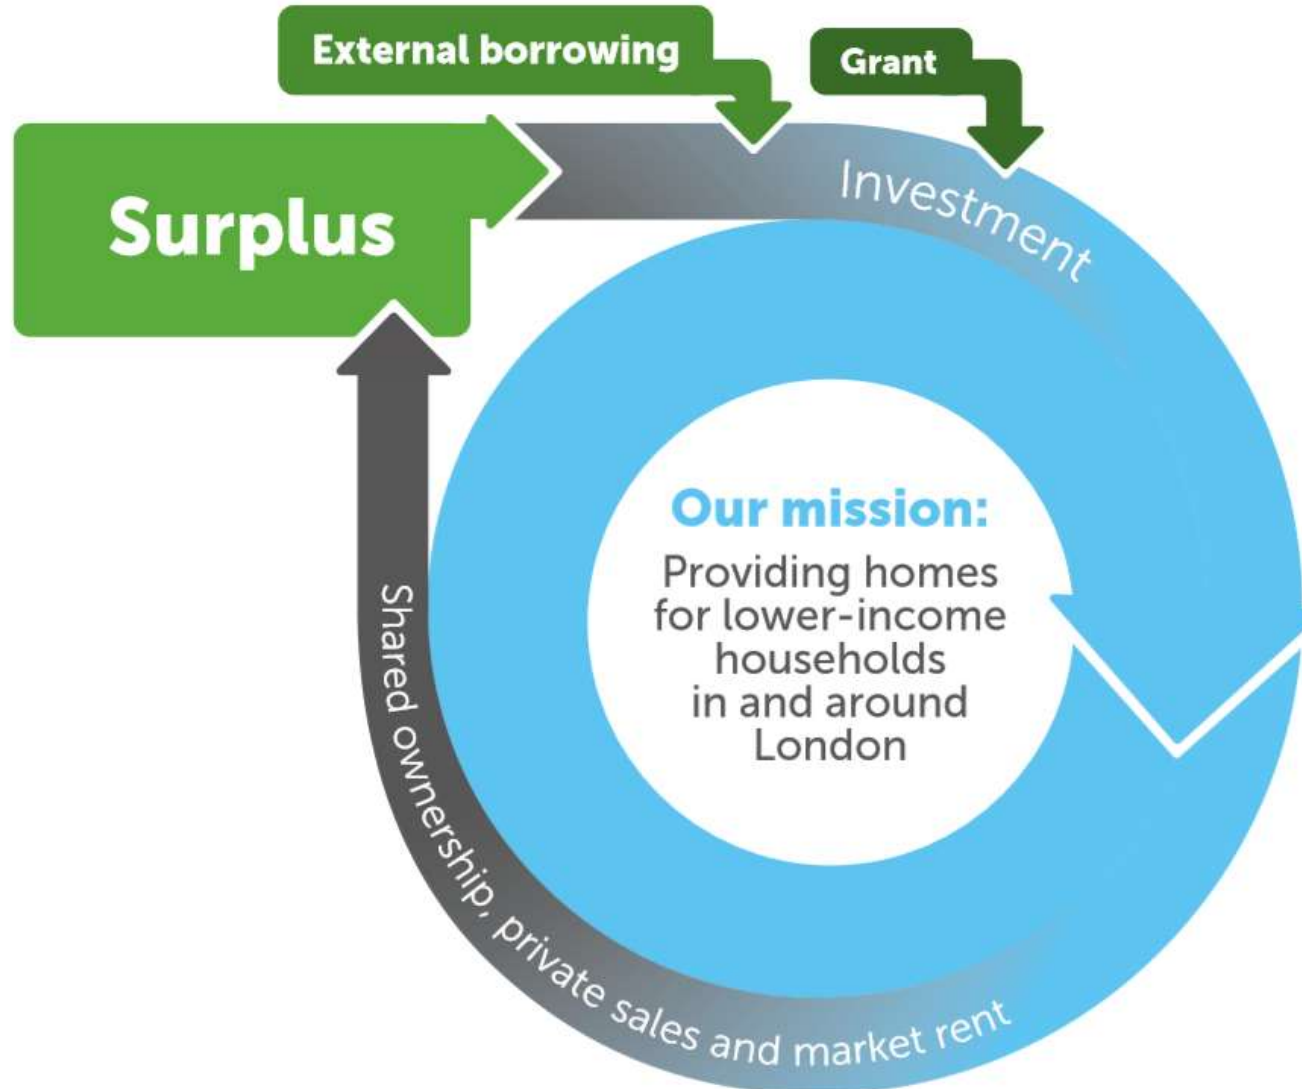 External borrowing
Grant
Surplus
Investment
Our mission:
Providing homes
for lower-income
households
in and around
London
Shared ownership, private sales and market rent